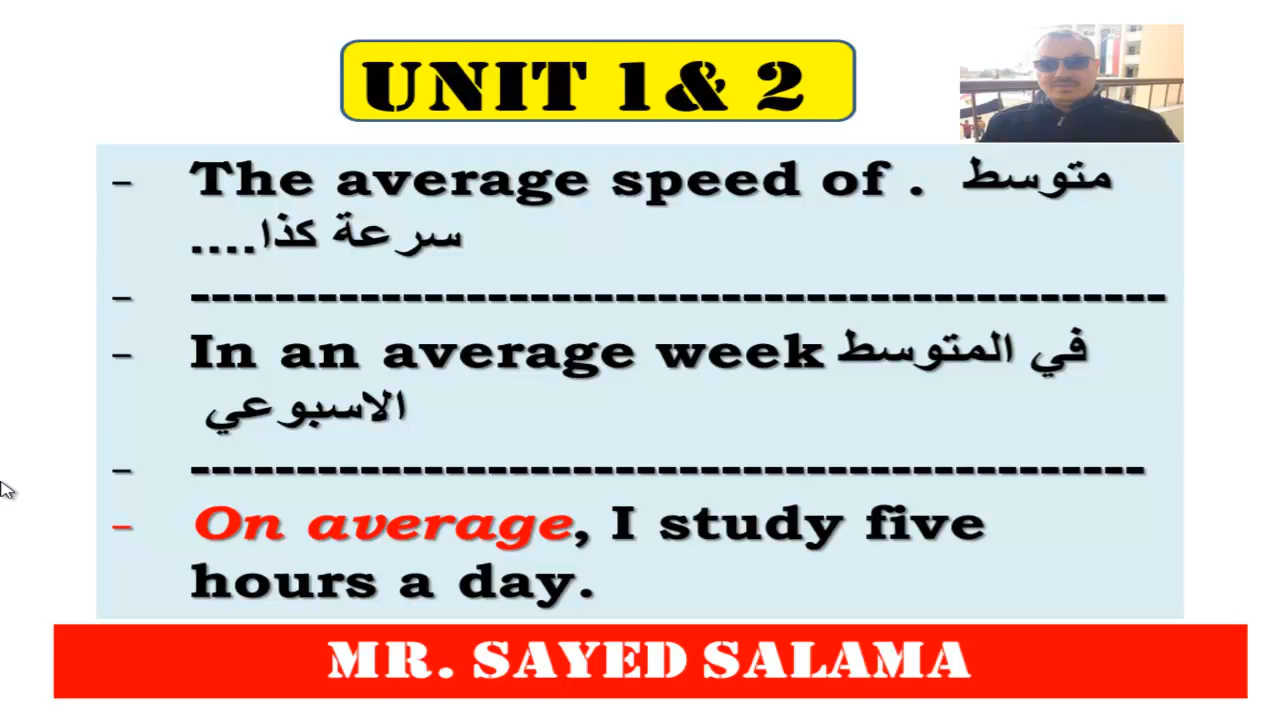 UNIT 1& 2
- The average speed of . متوسط
سرعة كذا....
- ----------------------------------------------
- In an average week في المتوسط
الاسبوعي
- ---------------------------------------------
- On average, I study five
hours a day.
MR. SAYED SALAMA